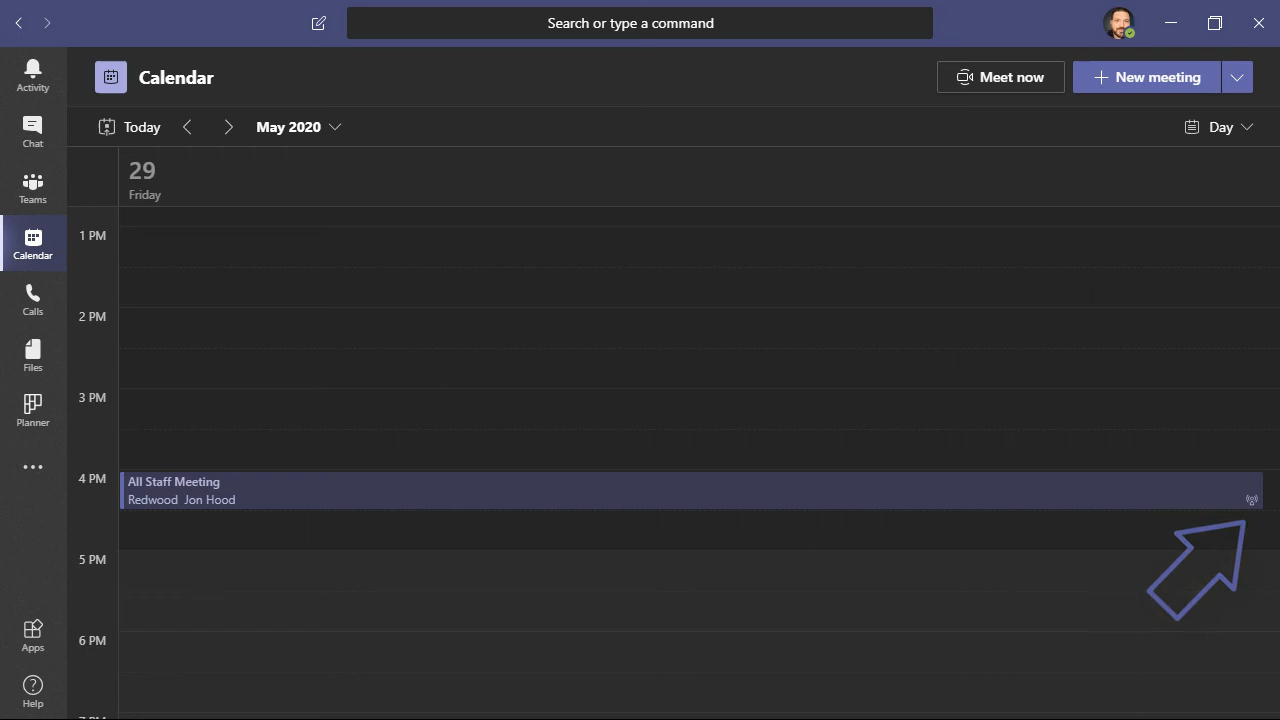 Search or type a command
Activity
Chat
Teams
Calendar
Calls
Files
Planner
Apps
Help
Calendar
Meet now
New meeting
Today
May 2020
Day
29
Friday
1 PM
2 PM
3 PM
4 PM
All Staff Meeting
Redwood Jon Hood
5 PM
6 PM